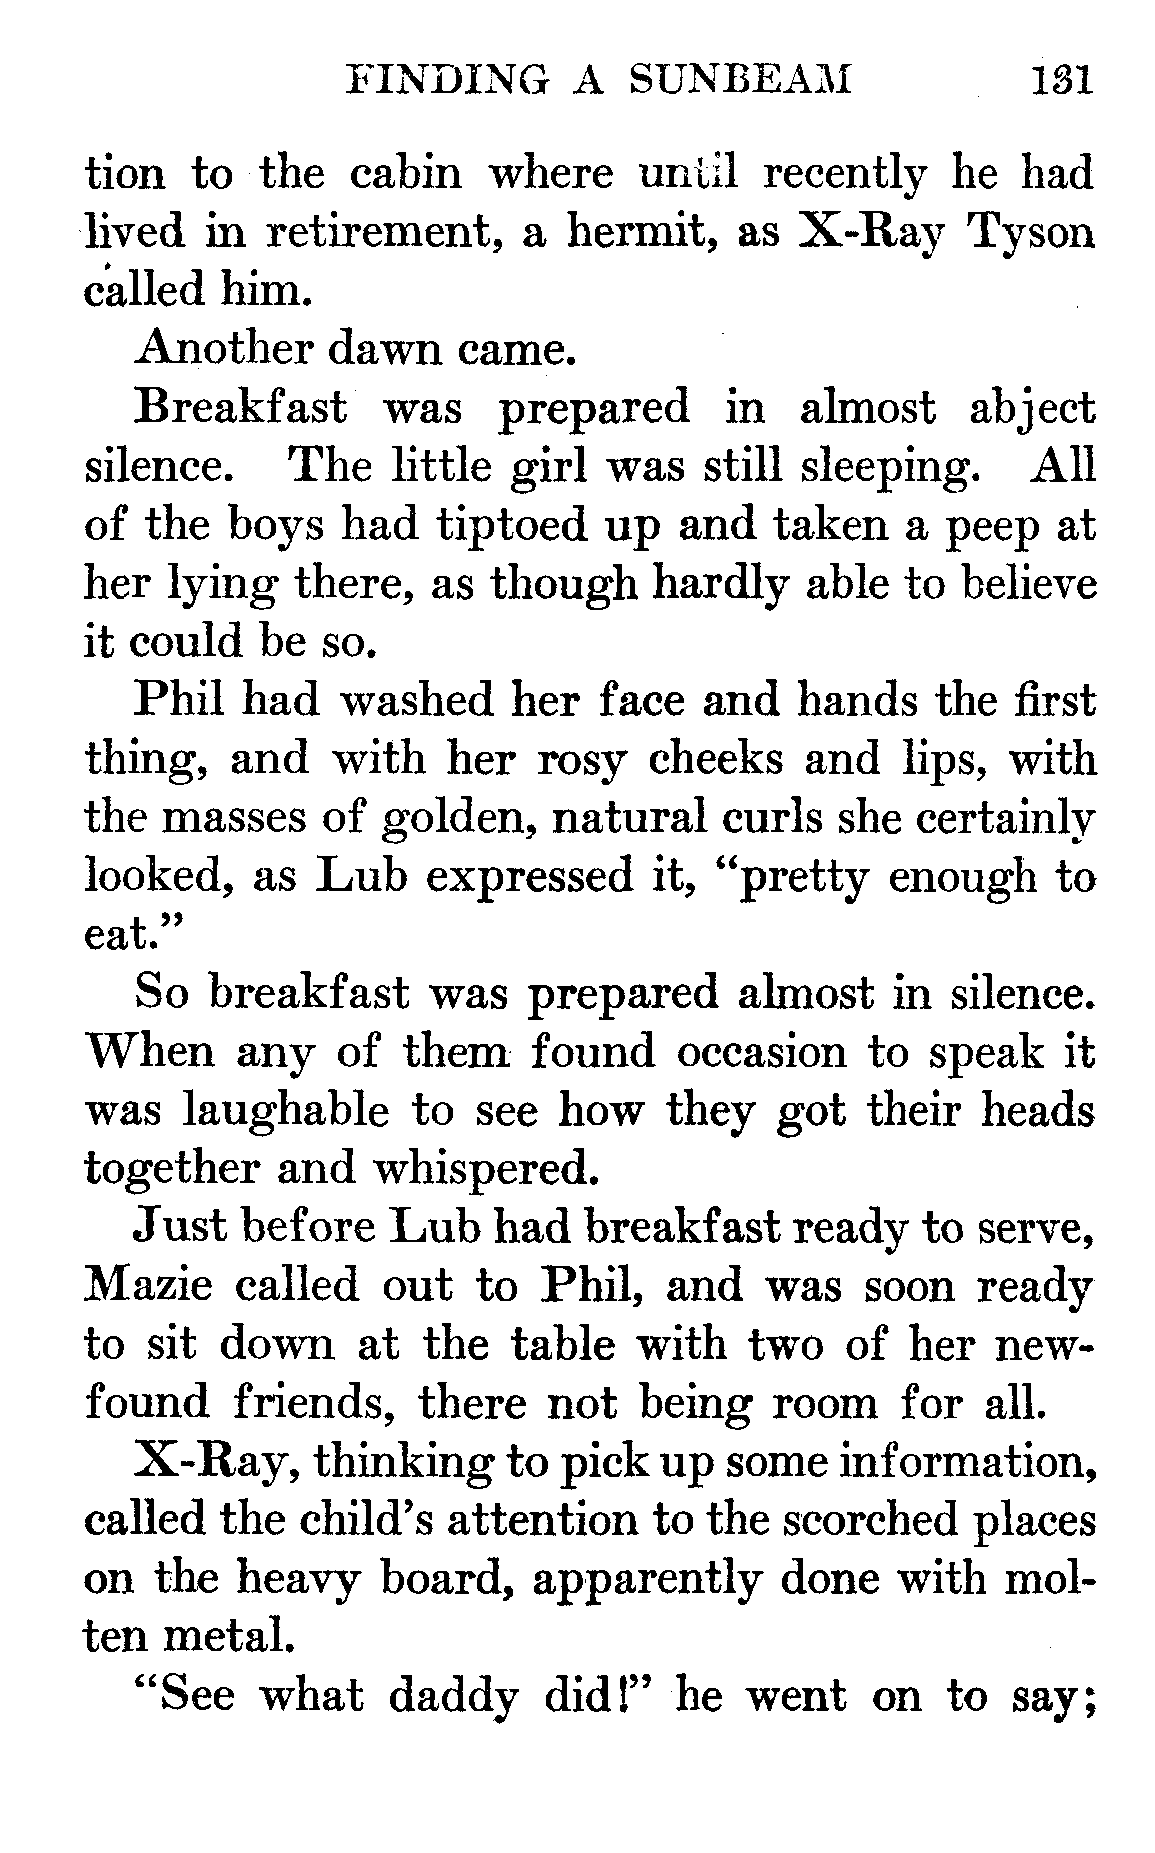 FINDING A SUNBEAM 131
tion to the cabin where until recently he had
lived in retirement, a hermit, as X-Ray Tyson
called him.
Another dawn came.
Breakfast was prepared in almost abject
silence. The little girl was still sleeping. All
of the boys had tiptoed up and taken a peep at
her lying there, as though hardly able to believe
it could be so.
Phil had washed her face and hands the first
thing, and with her rosy cheeks and lips, with
the masses of golden, natural curls she certainly
looked, as Lub expressed it, “pretty enough to
eat.”
So breakfast was prepared almost in silence.
When any of them found occasion to speak it
was laughable to see how they got their heads
together and whispered.
Just before Lub had breakfast ready to serve,
Mazie called out to Phil, and was soon ready
to sit down at the table with two of her new-
found friends, there not being room for all.
X-Ray, thinking to pick up some information,
called the child’s attention to the scorched places
on the heavy board, apparently done with mol-
ten metal.
“See what daddy did!” he went on to say;